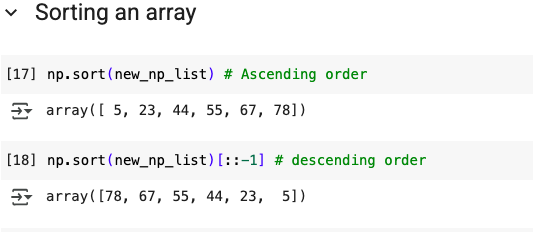 Sorting an array
[17] np.sort(new_np_list) # Ascending order
array([ 5, 23, 44, 55, 67, 78])
[18] np.sort(new_np_list)[::-1] # descending order
array([78, 67, 55, 44, 23,  5])